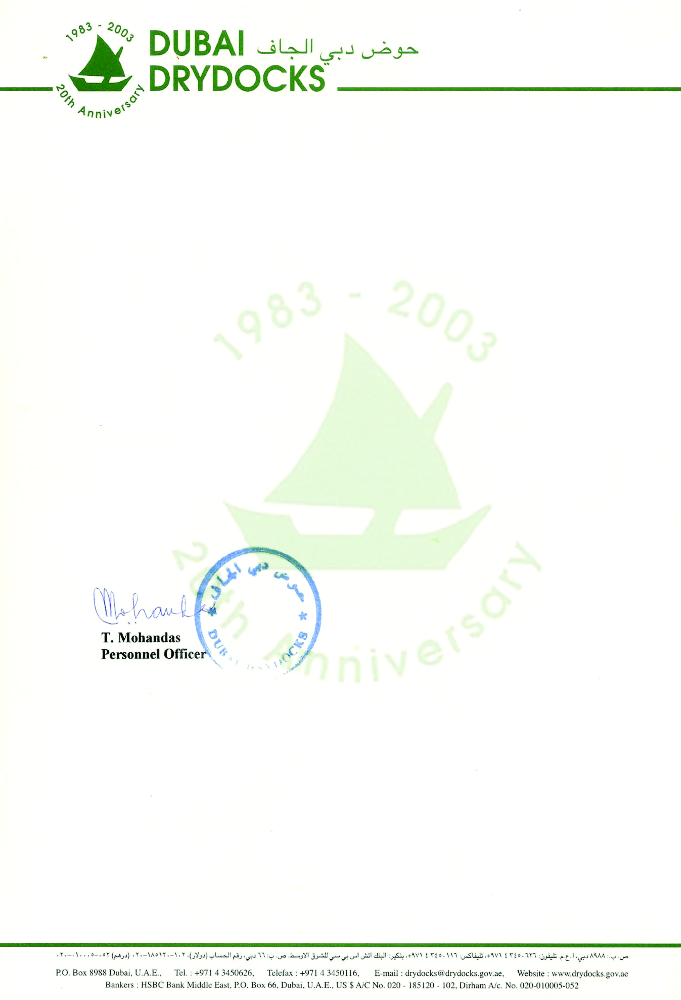 1983 - 2003
DUBAI حوض دبي الجاف
DRYDOCKS
20th Anniversary
1983 - 2003
20th Anniversary
حوض دبي الجاف
DUBAI DRYDOCKS
Mohandas
T. Mohandas
Personnel Officer
ص. ب.: ٨٩٨٨ دبي، ا.ع.م. تليفون: ٣٤٥٠٦٢٦ ٤ ٩٧١+، تليفاكس: ٣٤٥٠١١٦ ٤ ٩٧١+، بنكير: البنك اتش اس بي سي للشرق الاوسط. ص. ب: ٦٦ دبي، رقم الحساب (دولار)، ١٠٢-١٨٥١٢٠-٠٢٠ (درهم) ٠٥٢-٠١٠٠٠٥-٠٢٠
P.O. Box 8988 Dubai, U.A.E., Tel. : +971 4 3450626, Telefax : +971 4 3450116, E-mail : drydocks@drydocks.gov.ae, Website : www.drydocks.gov.ae
Bankers : HSBC Bank Middle East, P.O. Box 66, Dubai, U.A.E., US $ A/C No. 020 - 185120 - 102, Dirham A/c. No. 020-010005-052